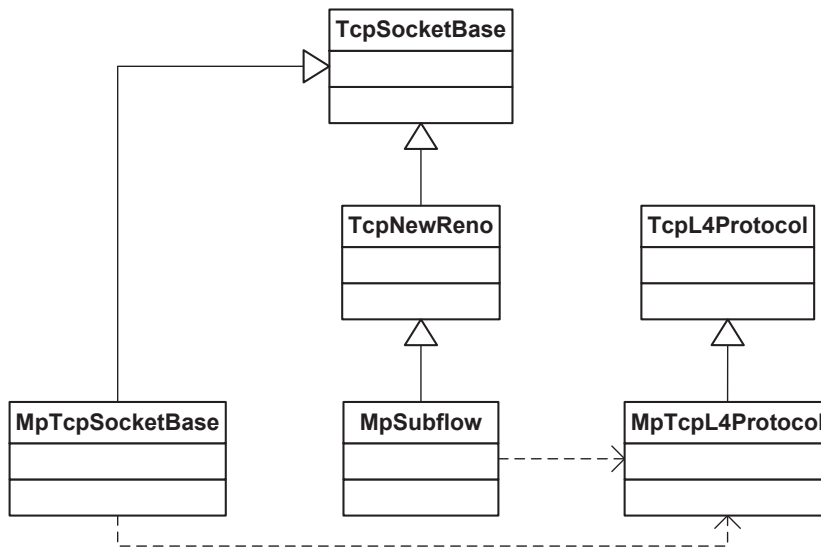 TcpSocketBase
TcpNewReno
TcpL4Protocol
MpTcpSocketBase
MpSubflow
MpTcpL4Protocol